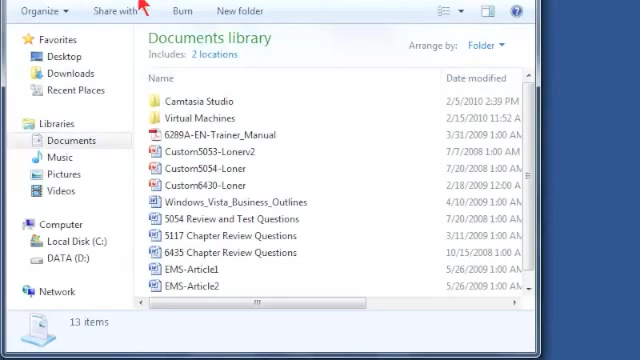 Organize Share with Burn New folder
Favorites
Desktop
Downloads
Recent Places
Libraries
Documents
Music
Pictures
Videos
Computer
Local Disk (C:)
DATA (D:)
Network
Documents library
Includes: 2 locations
Arrange by: Folder
Name Date modified
Camtasia Studio 2/5/2010 2:39 PM
Virtual Machines 2/15/2010 11:52 A
6289A-EN-Trainer_Manual 3/31/2009 1:00 AM
Custom5053-Lonerv2 7/7/2008 1:00 AM
Custom5054-Loner 7/20/2008 1:00 AM
Custom6430-Loner 2/18/2009 12:00 AM
Windows_Vista_Business_Outlines 4/10/2009 1:00 AM
5054 Review and Test Questions 7/20/2008 1:00 AM
5117 Chapter Review Questions 3/11/2009 1:00 AM
6435 Chapter Review Questions 10/15/2008 1:00 AM
EMS-Article1 5/26/2009 1:00 AM
EMS-Article2 5/26/2009 1:00 AM
13 items